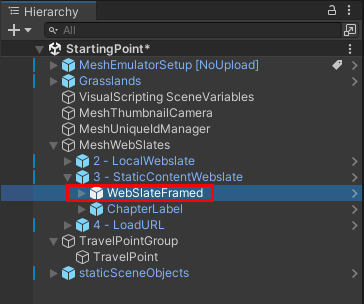 Hierarchy
All
StartingPoint*
MeshEmulatorSetup [NoUpload]
Grasslands
VisualScripting SceneVariables
MeshThumbnailCamera
MeshUniqueIdManager
MeshWebSlates
2 - LocalWebslate
3 - StaticContentWebslate
WebSlateFramed
ChapterLabel
4 - LoadURL
TravelPointGroup
TravelPoint
staticSceneObjects